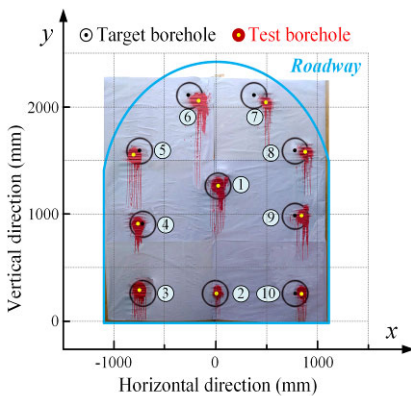 y
Target borehole Test borehole
Roadway
2000
1000
0
Vertical direction (mm)
6
7
5
8
1
4
9
3
2
10
x
-1000 0 1000
Horizontal direction (mm)